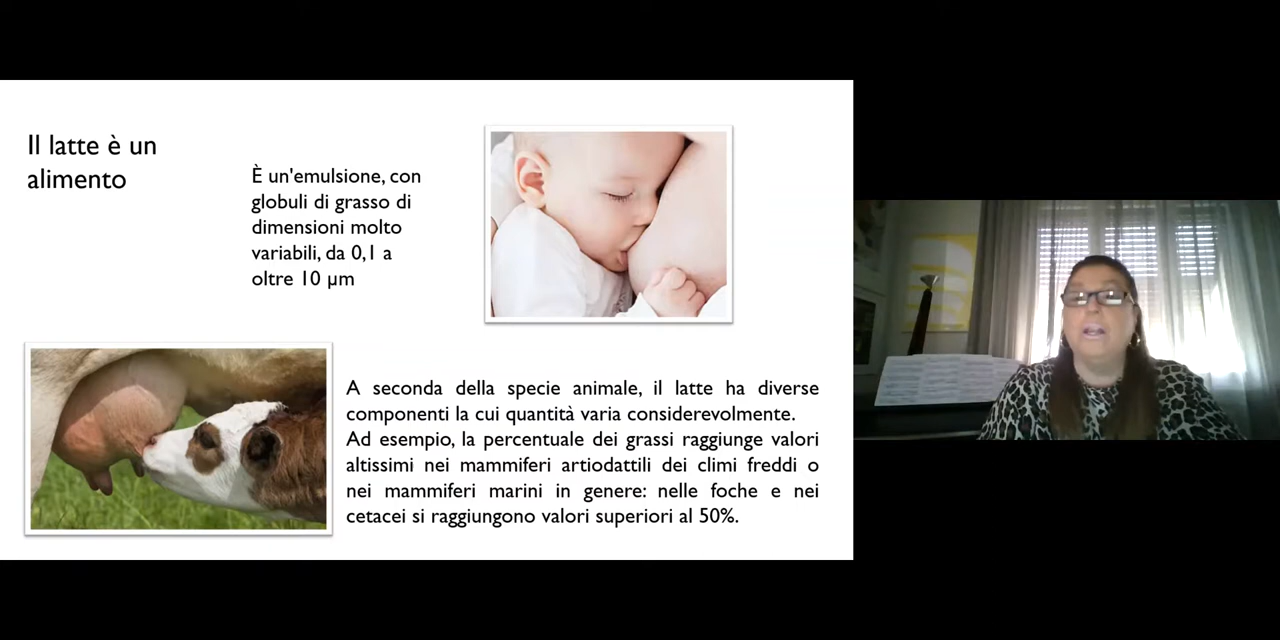 Il latte è un
alimento
È un'emulsione, con
globuli di grasso di
dimensioni molto
variabili, da 0,1 a
oltre 10 µm
A seconda della specie animale, il latte ha diverse
componenti la cui quantità varia considerevolmente.
Ad esempio, la percentuale dei grassi raggiunge valori
altissimi nei mammiferi artiodattili dei climi freddi o
nei mammiferi marini in genere: nelle foche e nei
cetacei si raggiungono valori superiori al 50%.